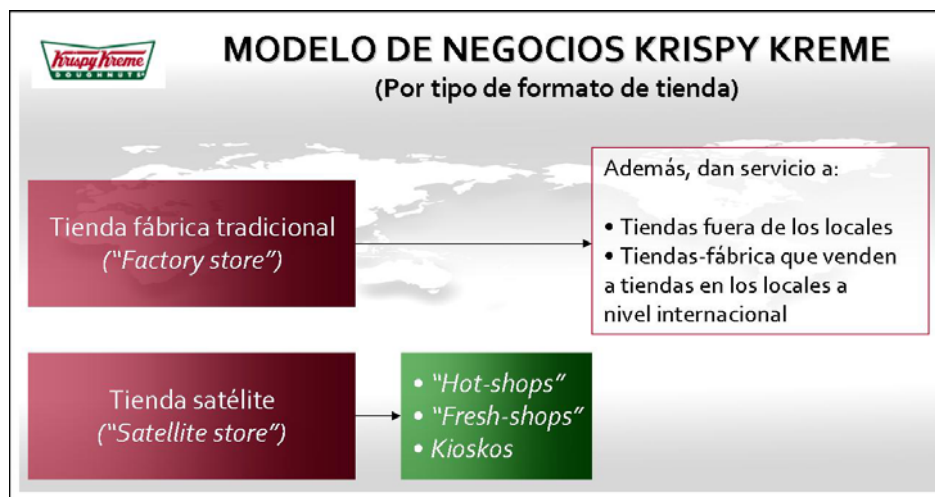 Krispy Kreme
DOUGHNUTS
MODELO DE NEGOCIOS KRISPY KREME
(Por tipo de formato de tienda)
Tienda fábrica tradicional
(“Factory store”)
Además, dan servicio a:
• Tiendas fuera de los locales
• Tiendas-fábrica que venden
a tiendas en los locales a
nivel internacional
Tienda satélite
(“Satellite store”)
• “Hot-shops”
• “Fresh-shops”
• Kioskos